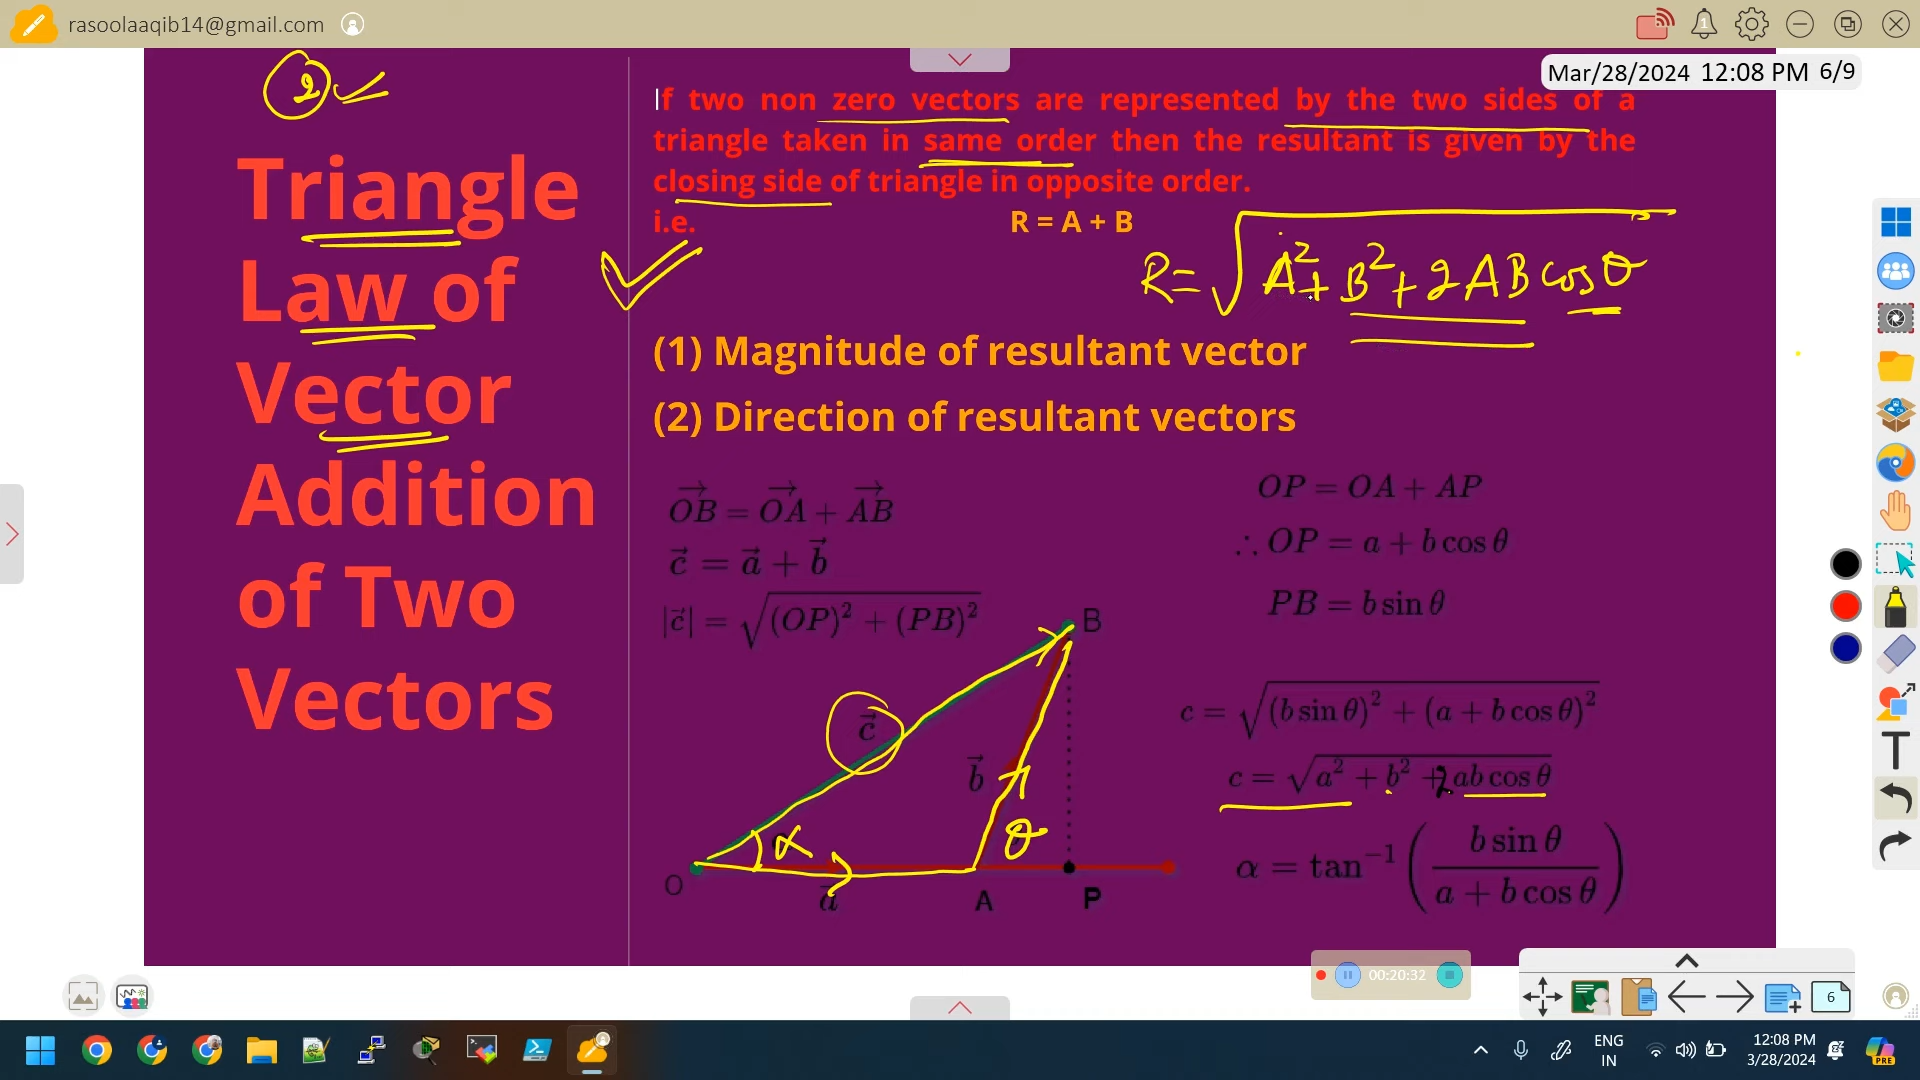 rasoolaaqib14@gmail.com
1
Mar/28/2024 12:08 PM 6/9
2
Triangle
Law of
Vector
Addition
of Two
Vectors
If two non zero vectors are represented by the two sides of a
triangle taken in same order then the resultant is given by the
closing side of triangle in opposite order.
i.e. R = A + B
R = √A²+B²+2AB cosθ
(1) Magnitude of resultant vector
(2) Direction of resultant vectors
→OB = →OA + →AB
c⃗ = a⃗ + b⃗
|c⃗| = √(OP)² + (PB)²
OP = OA + AP
∴ OP = a + b cos θ
PB = b sin θ
c = √(b sin θ)² + (a + b cos θ)²
c = √a² + b² + 2ab cos θ
α = tan⁻¹ (b sin θ / a + b cos θ)
B
c⃗
b⃗
α
θ
O
a⃗
A
P
00:20:32
6
T
ENG
IN
12:08 PM
3/28/2024
PRE